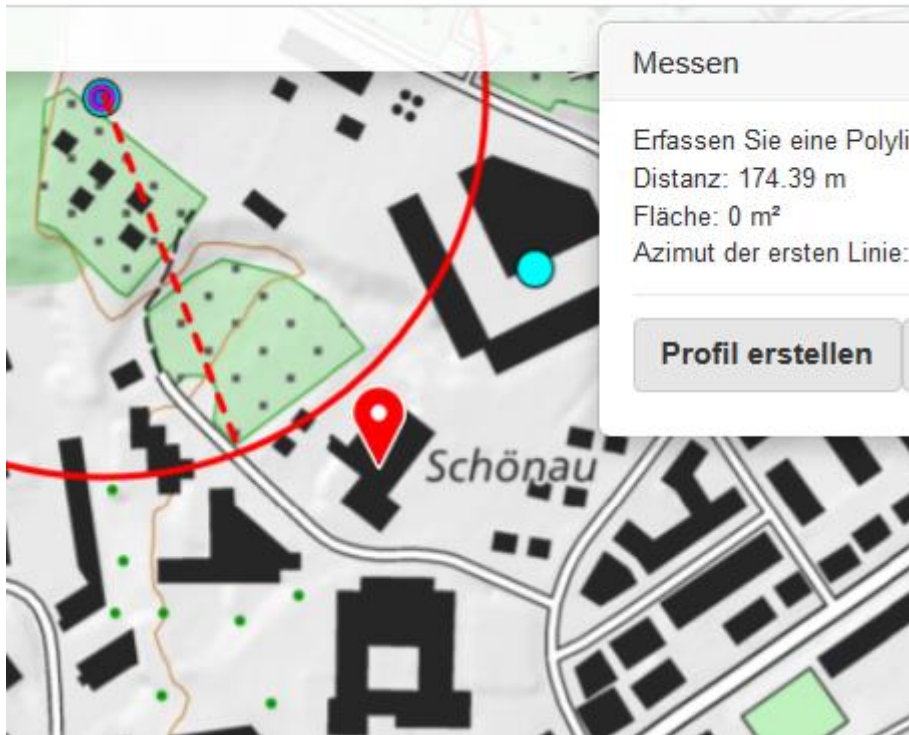 Messen
Erfassen Sie eine Polyli
Distanz: 174.39 m
Fläche: 0 m²
Azimut der ersten Linie:
Profil erstellen
Schönau